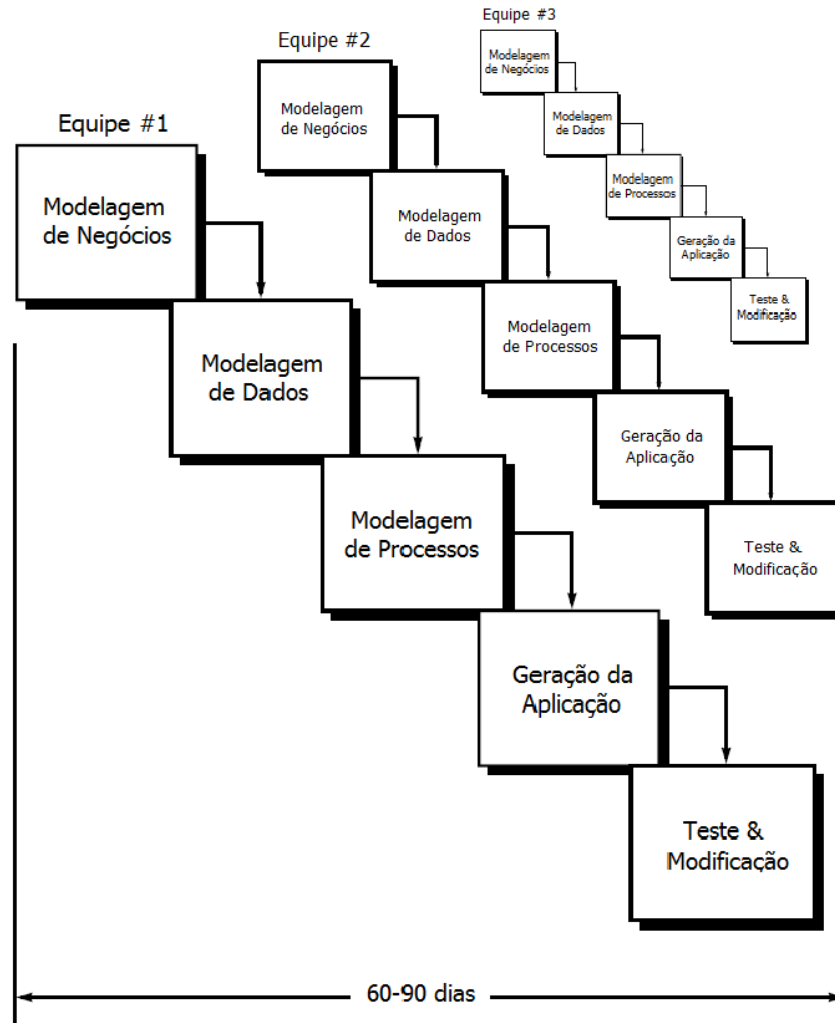 Equipe #1
Modelagem
de Negócios
Modelagem
de Dados
Modelagem
de Processos
Geração da
Aplicação
Teste &
Modificação
Equipe #2
Modelagem
de Negócios
Modelagem
de Dados
Modelagem
de Processos
Geração da
Aplicação
Teste &
Modificação
Equipe #3
Modelagem
de Negócios
Modelagem
de Dados
Modelagem
de Processos
Geração da
Aplicação
Teste &
Modificação
60-90 dias